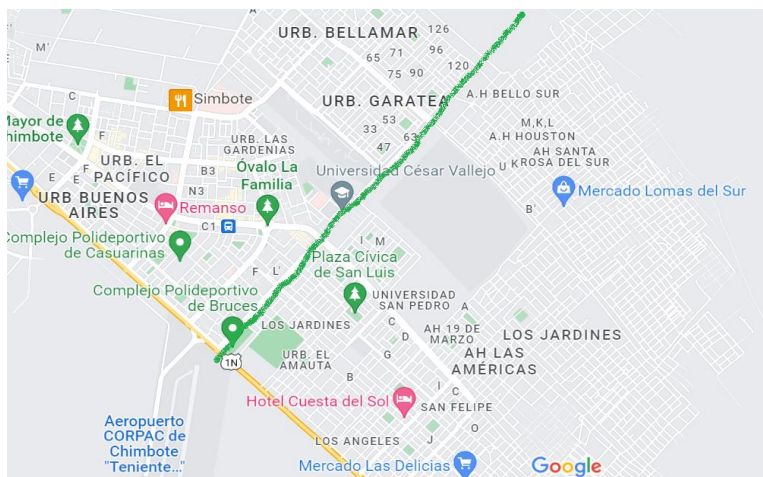 URB. BELLAMAR
126
96
65
71
M'
75
90
120
C
Simbote
URB. GARATEA
A.H BELLO SUR
Mayor de
Chimbote
F
53
33
63
47
M,K,L
A.H HOUSTON
URB. LAS
GARDENIAS
AH SANTA
KROSA DEL SUR
U
URB. EL
PACÍFICO
B3
Óvalo La
Familia
Universidad César Vallejo
E
E
F
N3
URB BUENOS
AIRES
Remanso
Mercado Lomas del Sur
B'
C1
Complejo Polideportivo
de Casuarinas
I
M
Plaza Cívica
de San Luis
F
L'
Complejo Polideportivo
de Bruces
UNIVERSIDAD
SAN PEDRO
A
LOS JARDINES
C
D
AH 19 DE
MARZO
LOS JARDINES
1N
URB. EL
AMAUTA
G
AH LAS
AMÉRICAS
B
I
C
Hotel Cuesta del Sol
SAN FELIPE
Aeropuerto
CORPAC de
Chimbote
"Teniente..."
O
LOS ANGELES
J
Mercado Las Delicias
Google